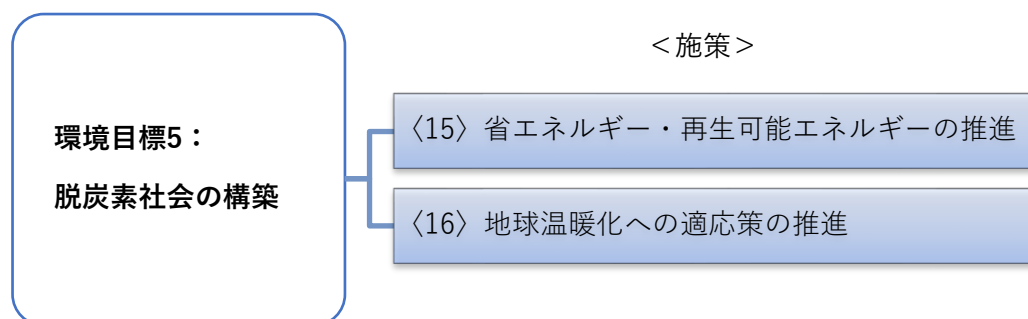 ＜施策＞
環境目標5：
脱炭素社会の構築
〈15〉省エネルギー・再生可能エネルギーの推進
〈16〉地球温暖化への適応策の推進